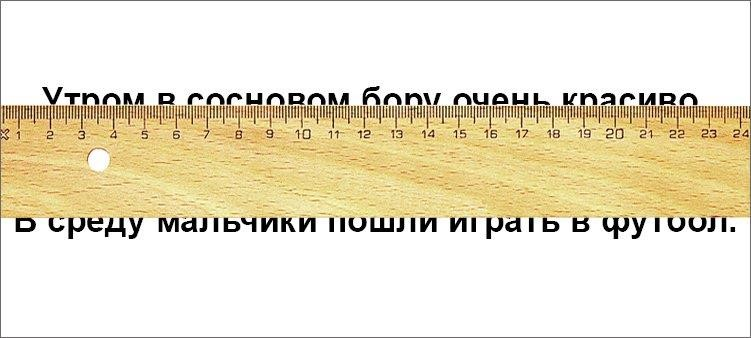 Утром в сосновом бору очень красиво
1 2 3 4 5 6 7 8 9 10 11 12 13 14 15 16 17 18 19 20 21 22 23 24
В среду мальчики пошли играть в футбол.